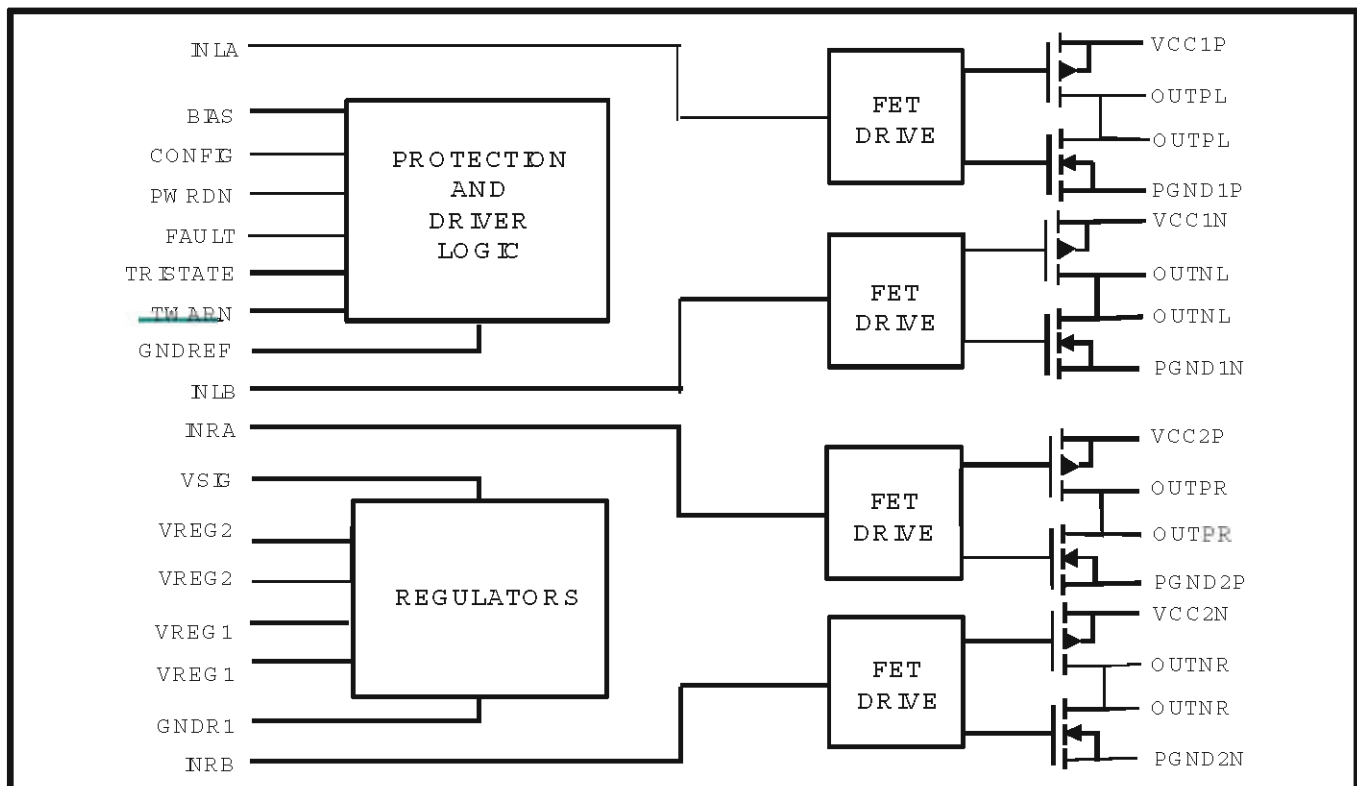 INLA
BIAS
CONFIG
PWRDN
FAULT
TRISTATE
TWARN
GNDREF
INLB
INRA
VSIG
VREG2
VREG2
VREG1
VREG1
GNDR1
INRB
PROTECTION
AND
DRIVER
LOGIC
REGULATORS
FET
DRIVE
FET
DRIVE
FET
DRIVE
FET
DRIVE
VCC1P
OUTPL
OUTPL
PGND1P
VCC1N
OUTNL
OUTNL
PGND1N
VCC2P
OUTPR
OUTPR
PGND2P
VCC2N
OUTNR
OUTNR
PGND2N